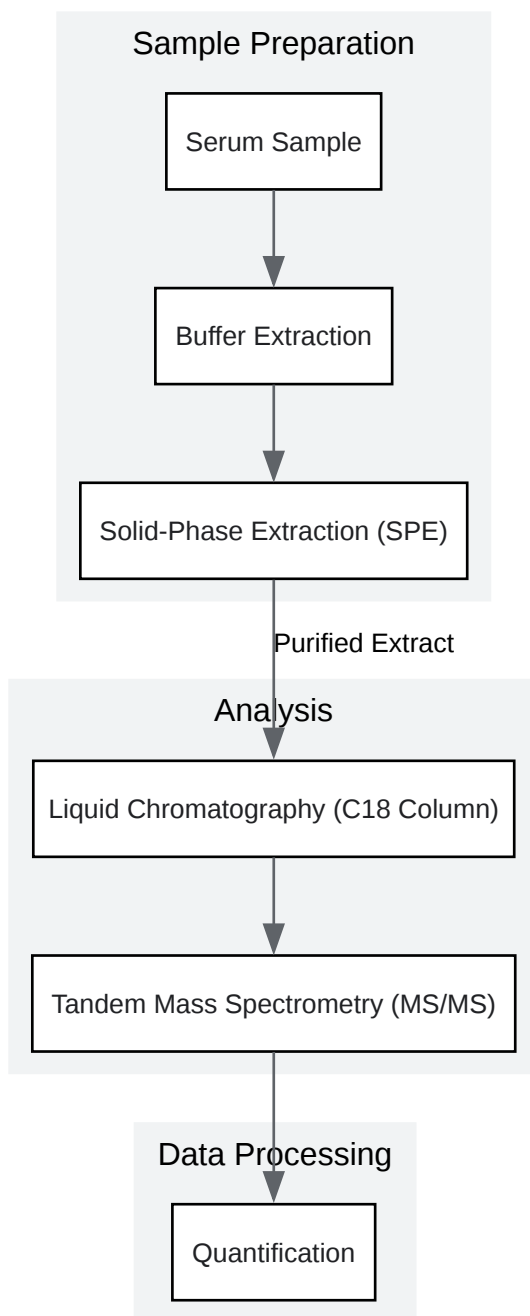 Sample Preparation
Serum Sample
Buffer Extraction
Solid-Phase Extraction (SPE)
Purified Extract
Analysis
Liquid Chromatography (C18 Column)
Tandem Mass Spectrometry (MS/MS)
Data Processing
Quantification